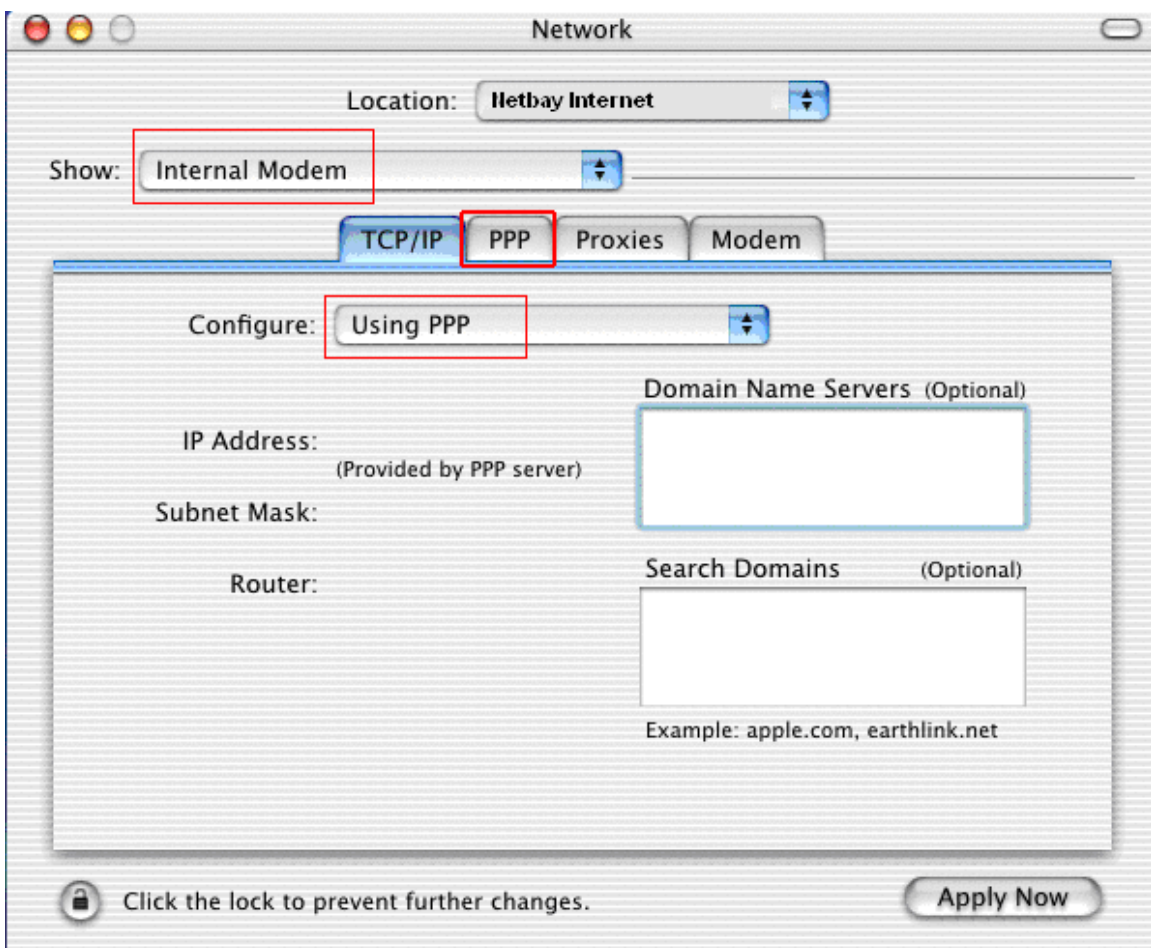 Network
Location: Netbay Internet
Show: Internal Modem
TCP/IP PPP Proxies Modem
Configure: Using PPP
Domain Name Servers (Optional)
IP Address:
(Provided by PPP server)
Subnet Mask:
Search Domains (Optional)
Router:
Example: apple.com, earthlink.net
Click the lock to prevent further changes.
Apply Now